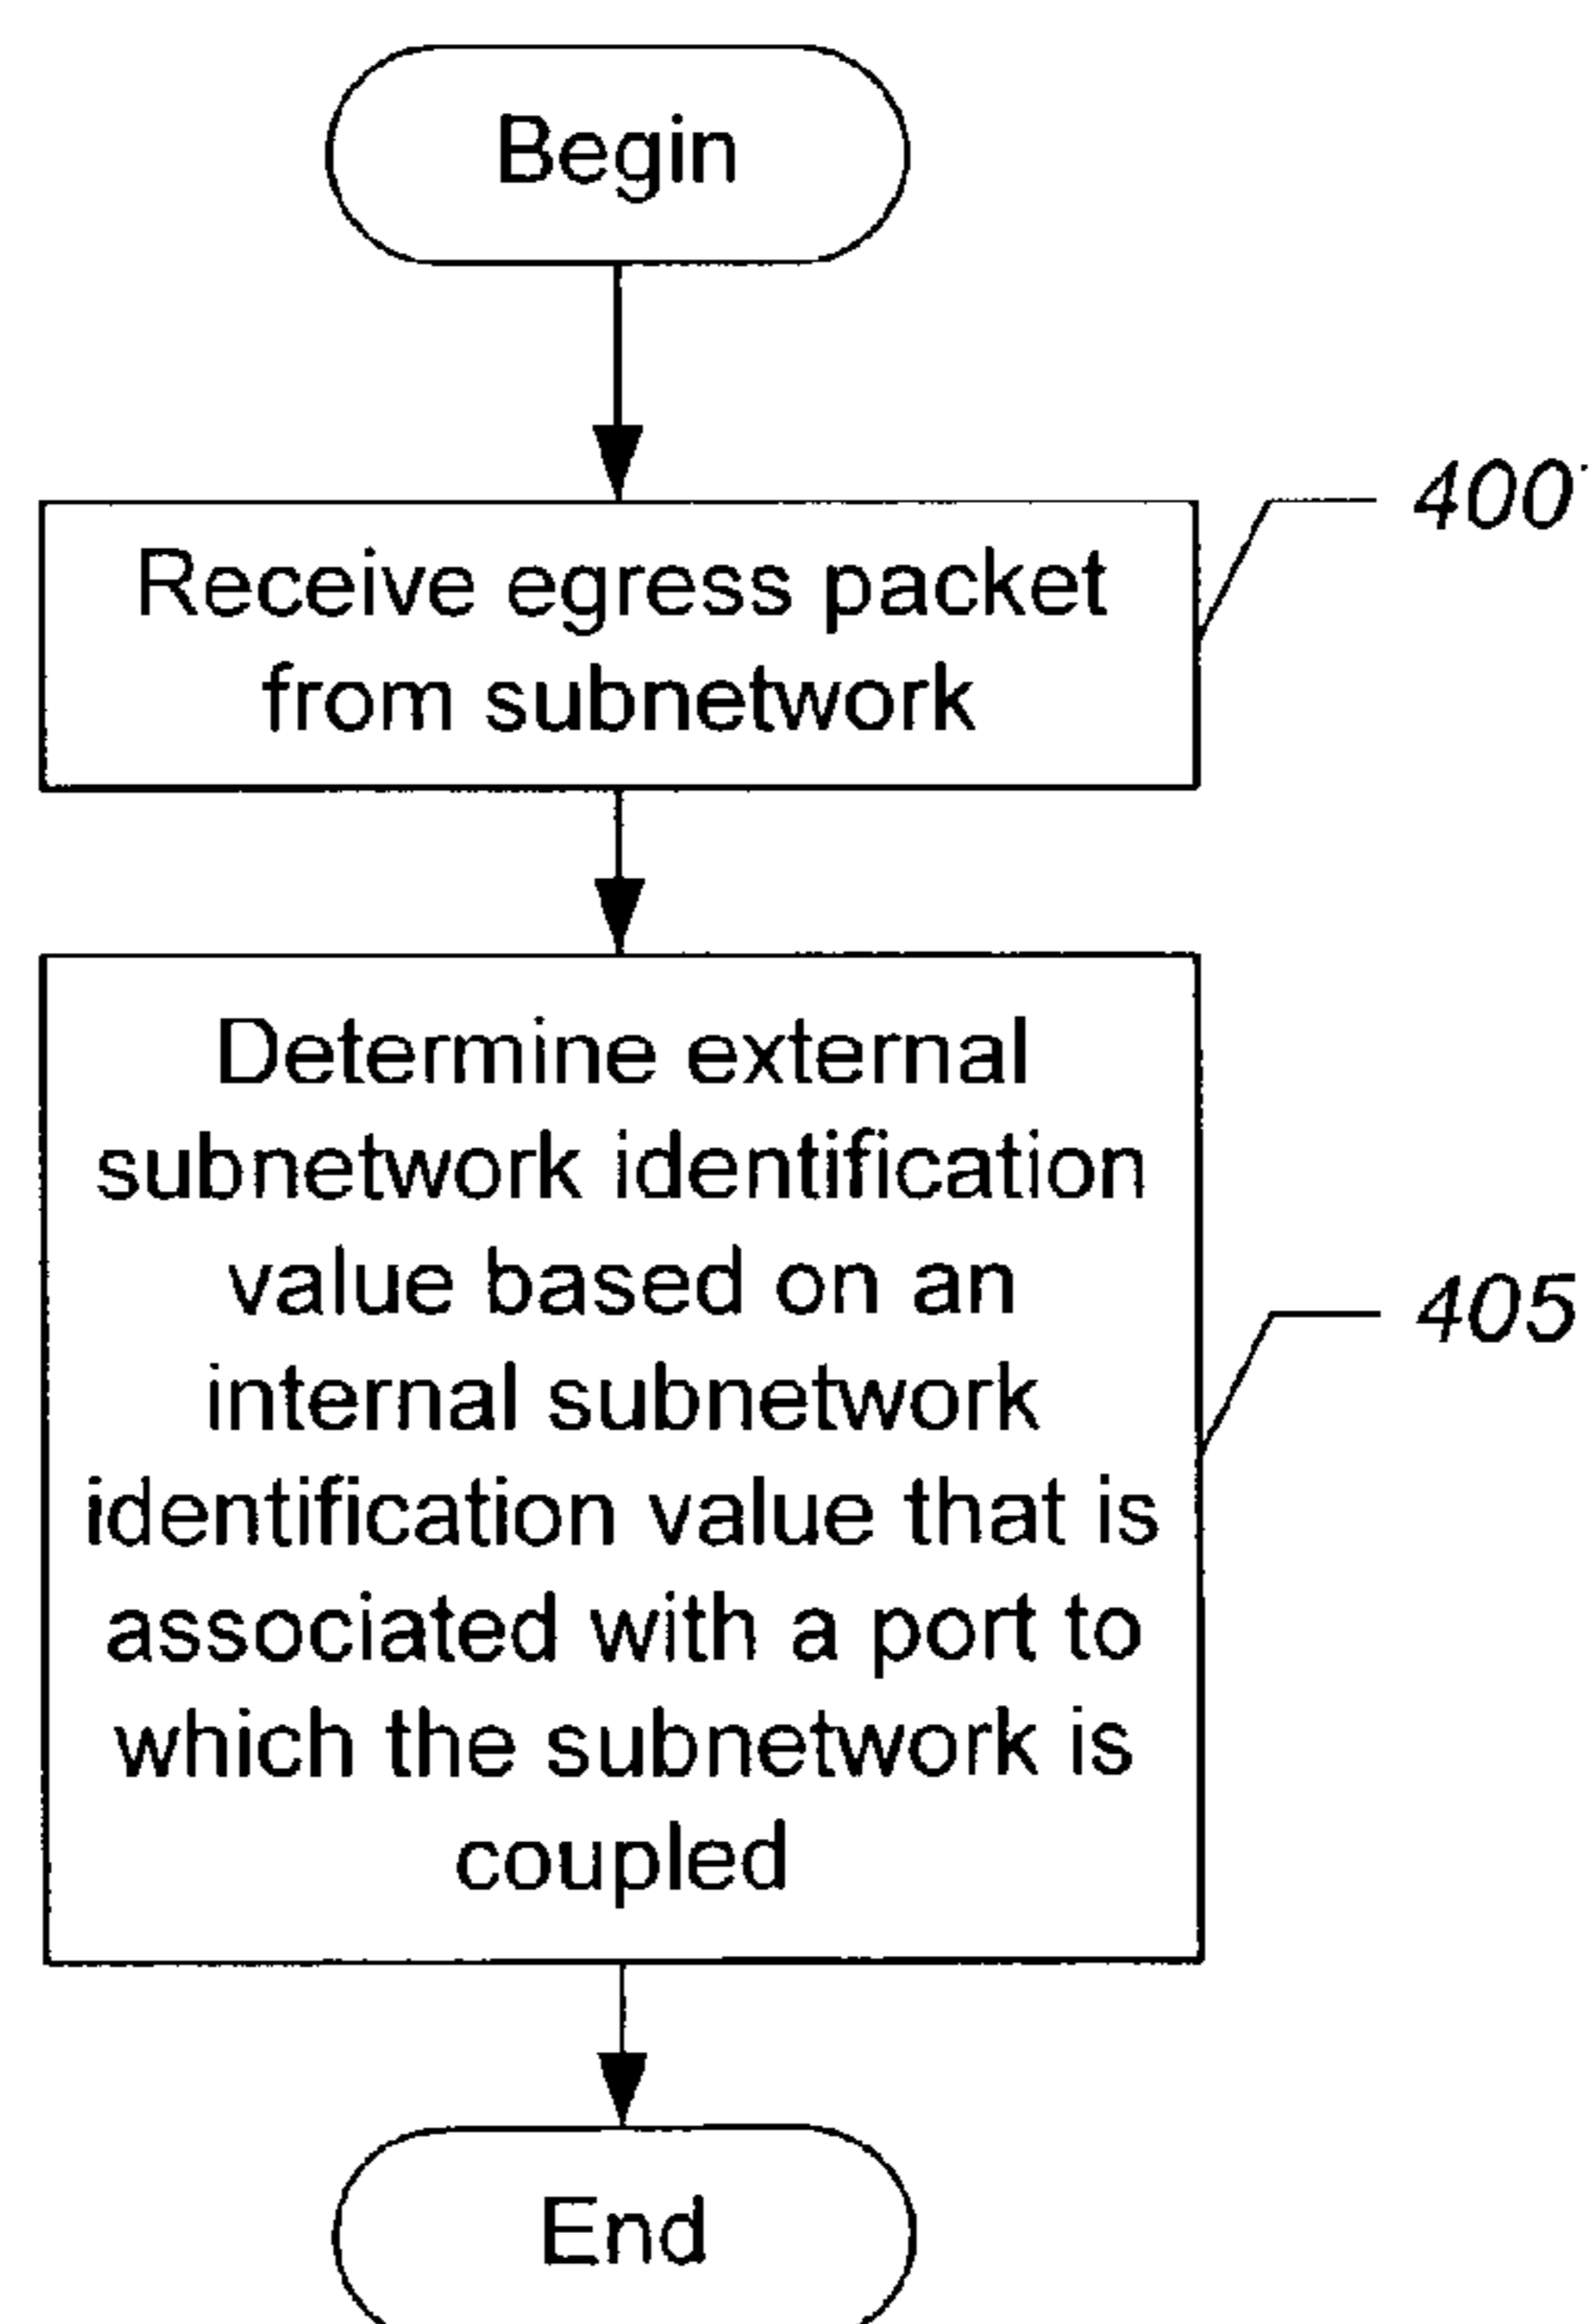 Begin
Receive egress packet
from subnetwork
400
Determine external
subnetwork identification
value based on an
internal subnetwork
identification value that is
associated with a port to
which the subnetwork is
coupled
405
End